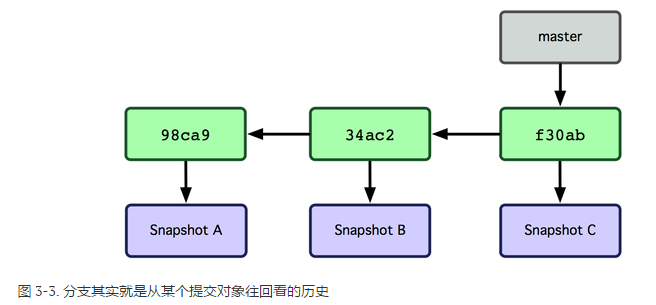 master
98ca9
34ac2
f30ab
Snapshot A
Snapshot B
Snapshot C
图 3-3. 分支其实就是从某个提交对象往回看的历史